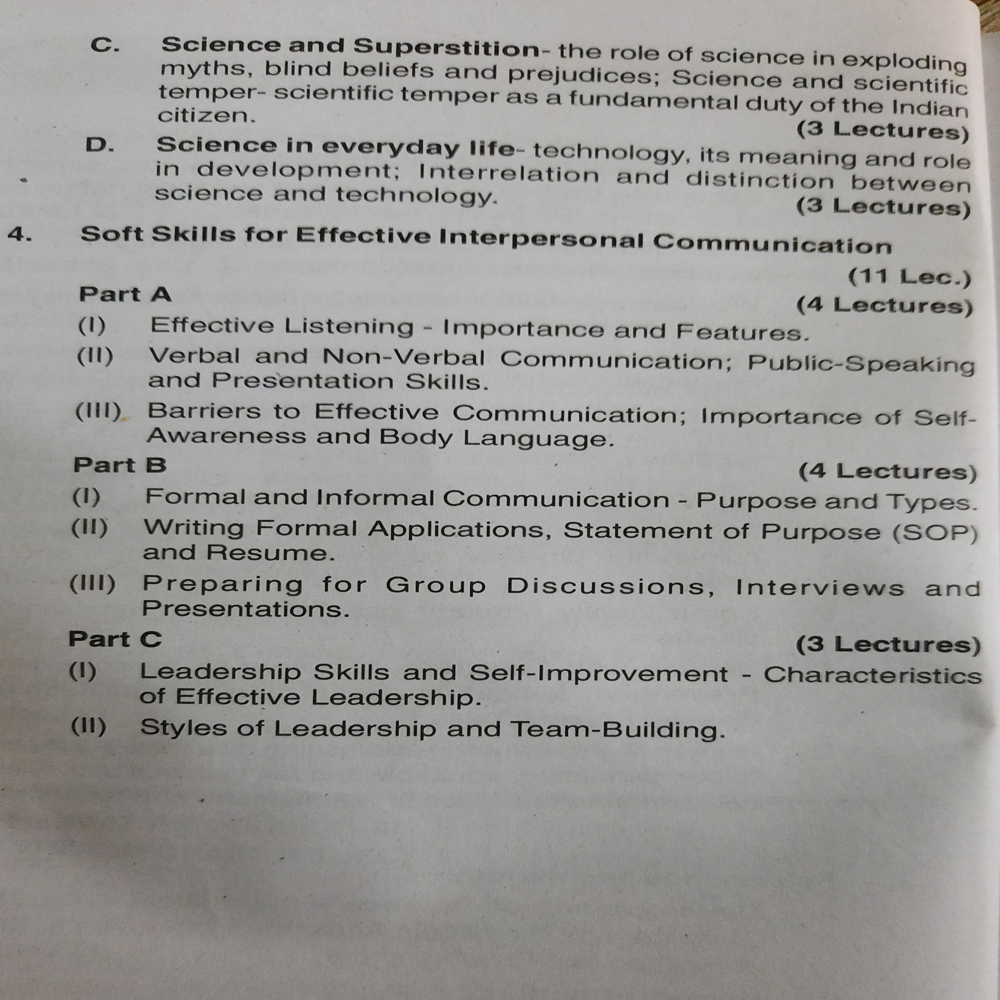 C. Science and Superstition- the role of science in exploding
myths, blind beliefs and prejudices; Science and scientific
temper- scientific temper as a fundamental duty of the Indian
citizen. (3 Lectures)
D. Science in everyday life- technology, its meaning and role
in development; Interrelation and distinction between
science and technology. (3 Lectures)
4. Soft Skills for Effective Interpersonal Communication
(11 Lec.)
Part A (4 Lectures)
(I) Effective Listening - Importance and Features.
(II) Verbal and Non-Verbal Communication; Public-Speaking
and Presentation Skills.
(III) Barriers to Effective Communication; Importance of Self-
Awareness and Body Language.
Part B (4 Lectures)
(I) Formal and Informal Communication - Purpose and Types.
(II) Writing Formal Applications, Statement of Purpose (SOP)
and Resume.
(III) Preparing for Group Discussions, Interviews and
Presentations.
Part C (3 Lectures)
(I) Leadership Skills and Self-Improvement - Characteristics
of Effective Leadership.
(II) Styles of Leadership and Team-Building.